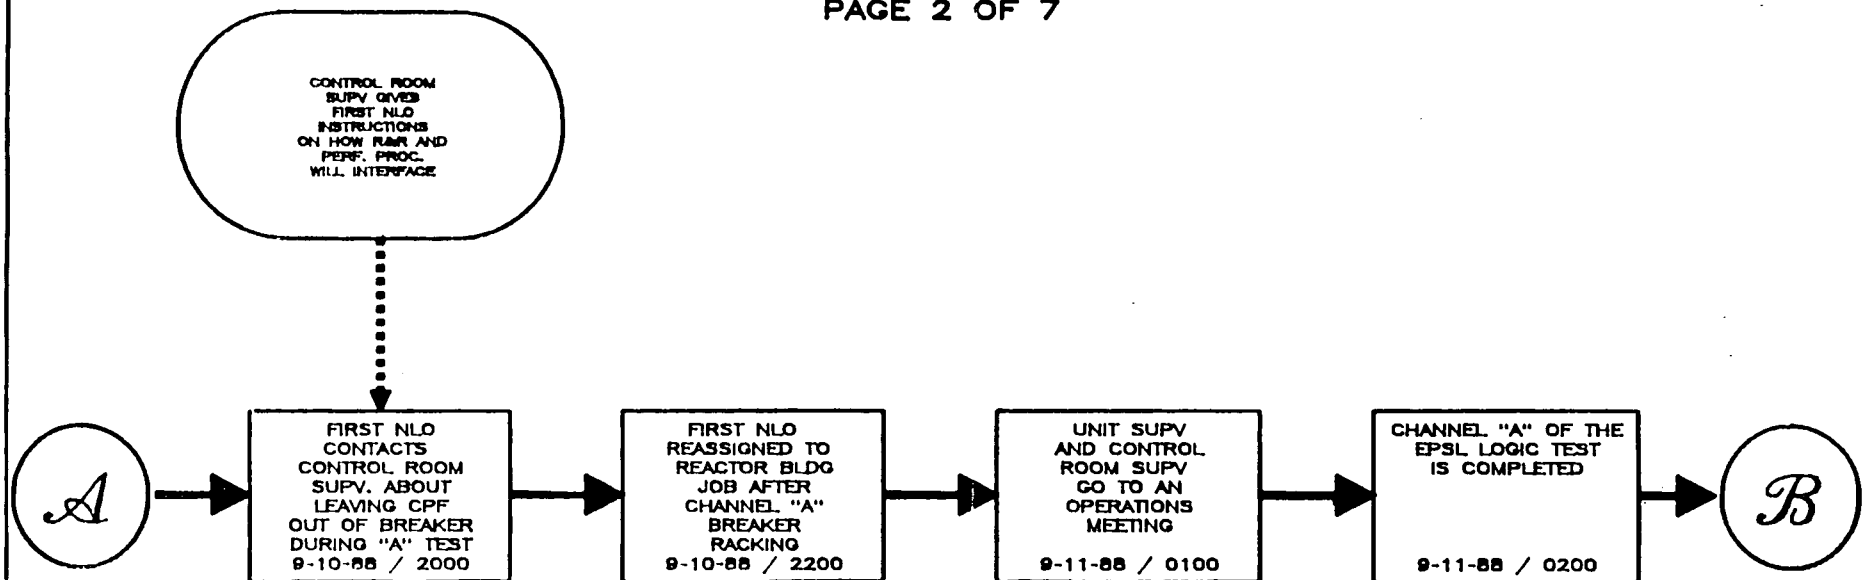 PAGE 2 OF 7
CONTROL ROOM
SUPV GIVES
FIRST NLO
INSTRUCTIONS
ON HOW R&R AND
PERF. PROC.
WILL INTERFACE
A
FIRST NLO
CONTACTS
CONTROL ROOM
SUPV. ABOUT
LEAVING CPF
OUT OF BREAKER
DURING "A" TEST
9-10-88 / 2000
FIRST NLO
REASSIGNED TO
REACTOR BLDG
JOB AFTER
CHANNEL "A"
BREAKER
RACKING
9-10-88 / 2200
UNIT SUPV
AND CONTROL
ROOM SUPV
GO TO AN
OPERATIONS
MEETING
9-11-88 / 0100
CHANNEL "A" OF THE
EPSL LOGIC TEST
IS COMPLETED
9-11-88 / 0200
B